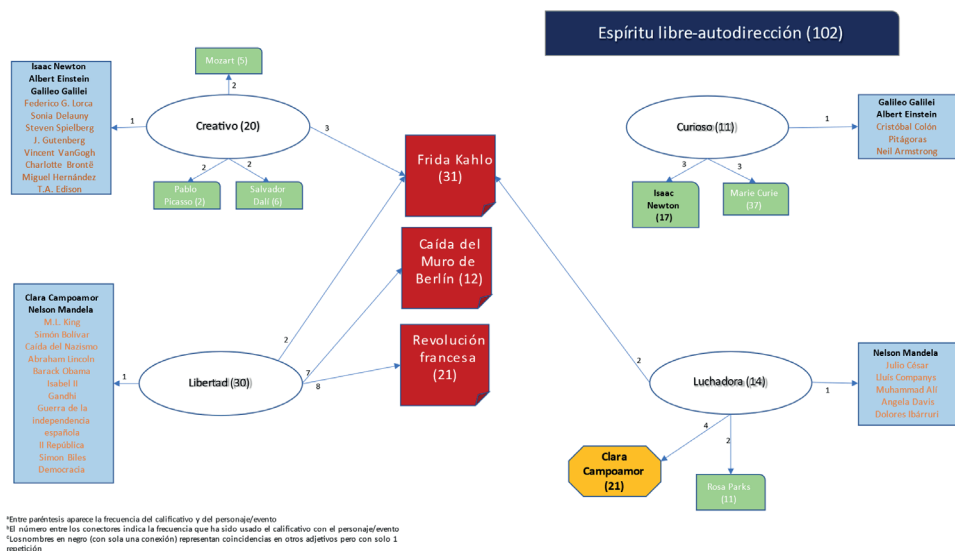 Espíritu libre-autodirección (102)
Mozart (5)
2
Isaac Newton
Albert Einstein
Galileo Galilei
Federico G. Lorca
Sonia Delauny
Steven Spielberg
J. Gutenberg
Vincent VanGogh
Charlotte Brontë
Miguel Hernández
T.A. Edison
1
Creativo (20)
3
2
2
Pablo
Picasso (2)
Salvador
Dalí (6)
Frida Kahlo
(31)
Curioso (11)
1
Galileo Galilei
Albert Einstein
Cristóbal Colón
Pitágoras
Neil Armstrong
3
3
Isaac
Newton
(17)
Marie Curie
(37)
Caída del
Muro de
Berlín (12)
Revolución
francesa
(21)
Clara Campoamor
Nelson Mandela
M.L. King
Simón Bolívar
Caída del Nazismo
Abraham Lincoln
Barack Obama
Isabel II
Gandhi
Guerra de la
independencia
española
II República
Simon Biles
Democracia
1
Libertad (30)
2
7
8
2
Luchadora (14)
1
Nelson Mandela
Julio César
Lluís Companys
Muhammad Alí
Angela Davis
Dolores Ibárruri
4
2
Clara
Campoamor
(21)
Rosa Parks
(11)
ªEntre paréntesis aparece la frecuencia del calificativo y del personaje/evento
ᵇEl número entre los conectores indica la frecuencia que ha sido usado el calificativo con el personaje/evento
ᶜLosnombres en negro (con sola una conexión) representan coincidencias en otros adjetivos pero con solo 1
repetición